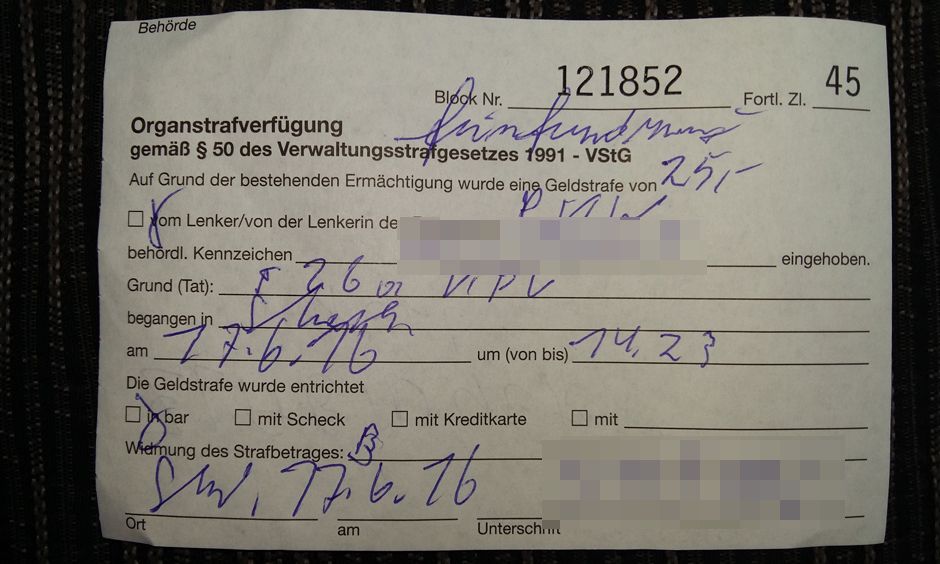 Behörde
Block Nr. 121852 Fortl. Zl. 45
Organstrafverfügung
gemäß § 50 des Verwaltungsstrafgesetzes 1991 - VStG
Auf Grund der bestehenden Ermächtigung wurde eine Geldstrafe von 25,-
☐ vom Lenker/von der Lenkerin de
behördl. Kennzeichen eingehoben.
Grund (Tat):
begangen in
am 17.6.16 um (von bis) 14.23
Die Geldstrafe wurde entrichtet
☐ in bar ☐ mit Scheck ☐ mit Kreditkarte ☐ mit
Widmung des Strafbetrages: B
17.6.16
Ort am Unterschrift